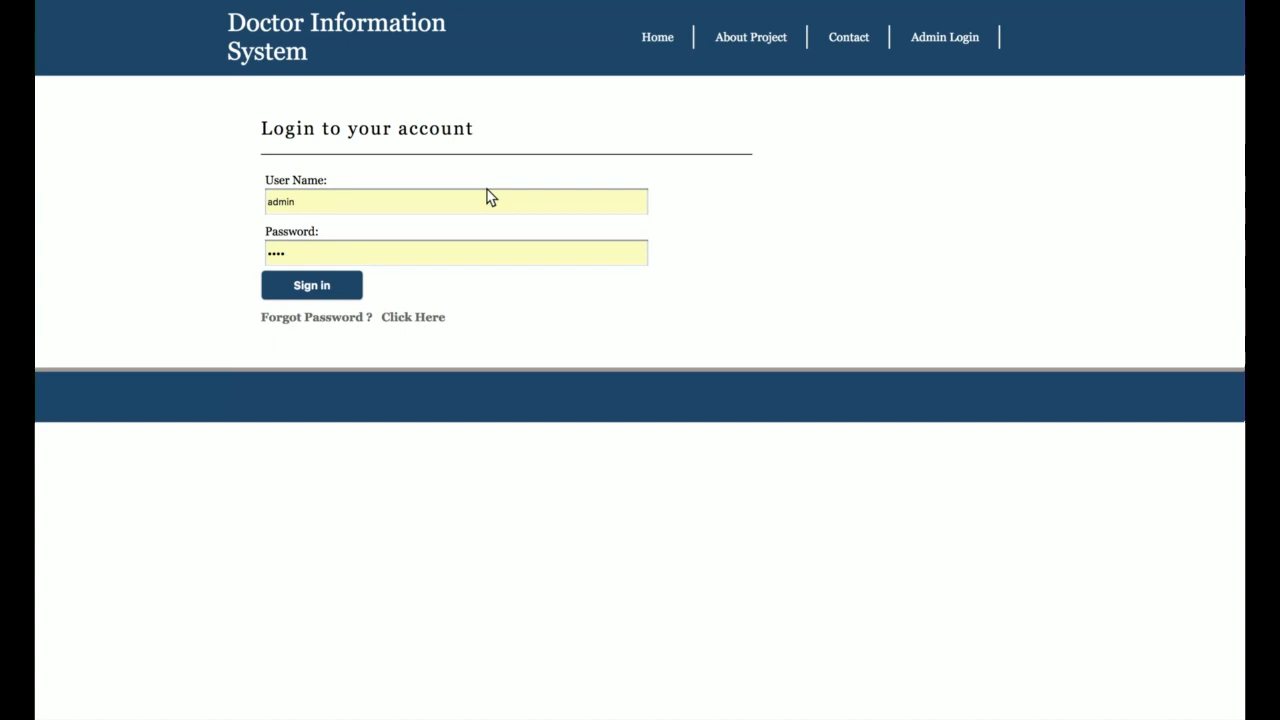 Doctor Information
System
Home
About Project
Contact
Admin Login
Login to your account
User Name:
admin
Password:
••••
Sign in
Forgot Password ? Click Here